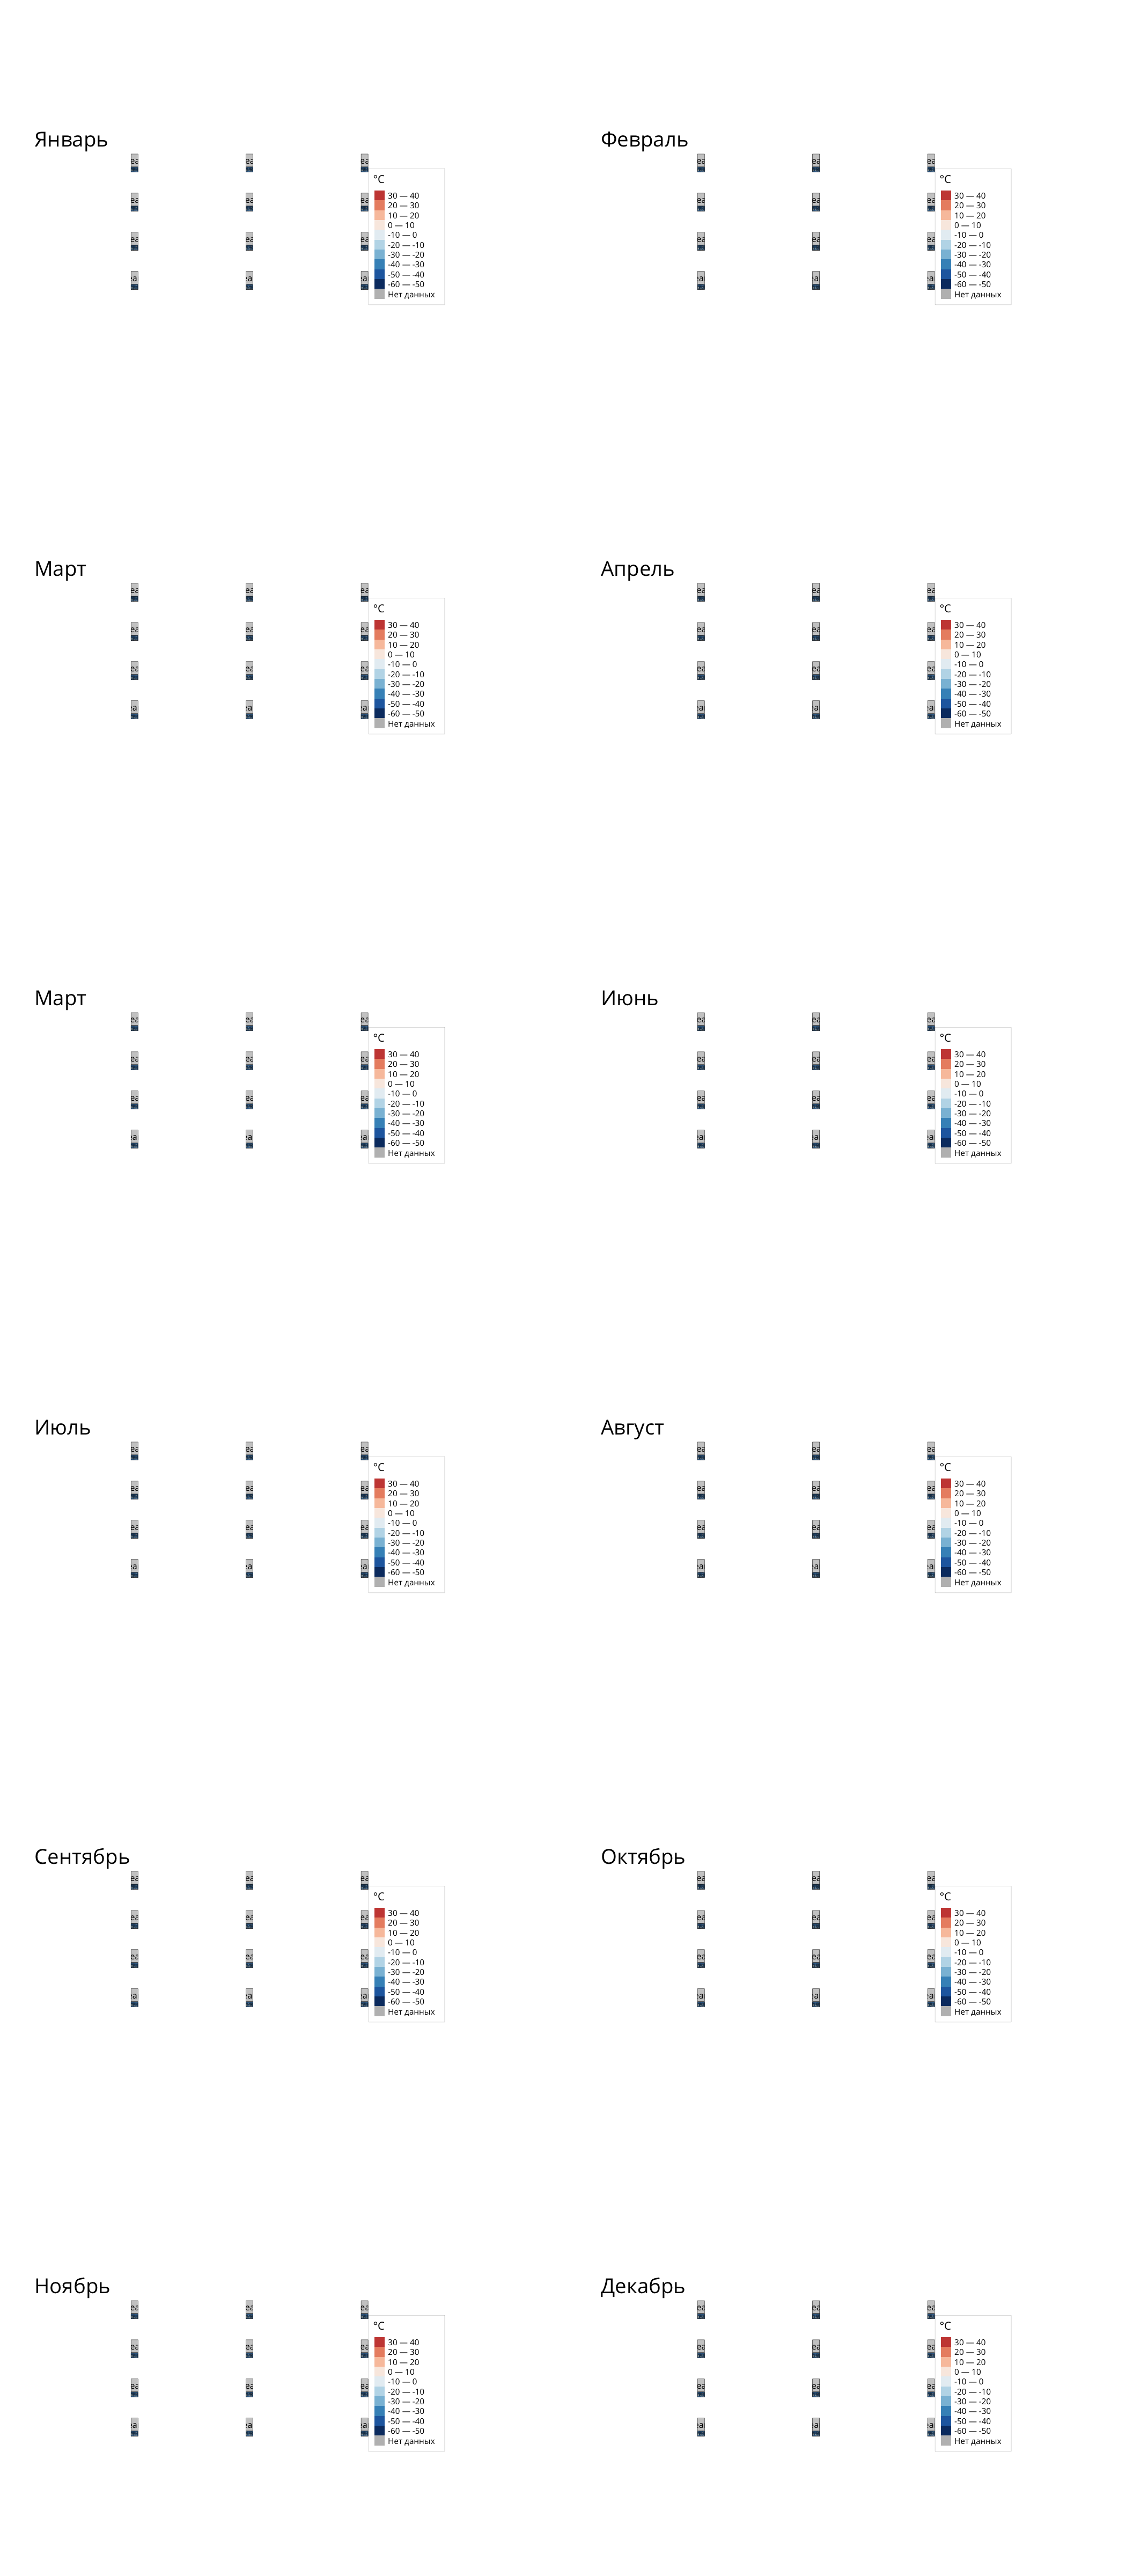 Январь
°C
30 — 40
20 — 30
10 — 20
0 — 10
-10 — 0
-20 — -10
-30 — -20
-40 — -30
-50 — -40
-60 — -50
Нет данных
Февраль
°C
30 — 40
20 — 30
10 — 20
0 — 10
-10 — 0
-20 — -10
-30 — -20
-40 — -30
-50 — -40
-60 — -50
Нет данных
Март
°C
30 — 40
20 — 30
10 — 20
0 — 10
-10 — 0
-20 — -10
-30 — -20
-40 — -30
-50 — -40
-60 — -50
Нет данных
Апрель
°C
30 — 40
20 — 30
10 — 20
0 — 10
-10 — 0
-20 — -10
-30 — -20
-40 — -30
-50 — -40
-60 — -50
Нет данных
Март
°C
30 — 40
20 — 30
10 — 20
0 — 10
-10 — 0
-20 — -10
-30 — -20
-40 — -30
-50 — -40
-60 — -50
Нет данных
Июнь
°C
30 — 40
20 — 30
10 — 20
0 — 10
-10 — 0
-20 — -10
-30 — -20
-40 — -30
-50 — -40
-60 — -50
Нет данных
Июль
°C
30 — 40
20 — 30
10 — 20
0 — 10
-10 — 0
-20 — -10
-30 — -20
-40 — -30
-50 — -40
-60 — -50
Нет данных
Август
°C
30 — 40
20 — 30
10 — 20
0 — 10
-10 — 0
-20 — -10
-30 — -20
-40 — -30
-50 — -40
-60 — -50
Нет данных
Сентябрь
°C
30 — 40
20 — 30
10 — 20
0 — 10
-10 — 0
-20 — -10
-30 — -20
-40 — -30
-50 — -40
-60 — -50
Нет данных
Октябрь
°C
30 — 40
20 — 30
10 — 20
0 — 10
-10 — 0
-20 — -10
-30 — -20
-40 — -30
-50 — -40
-60 — -50
Нет данных
Ноябрь
°C
30 — 40
20 — 30
10 — 20
0 — 10
-10 — 0
-20 — -10
-30 — -20
-40 — -30
-50 — -40
-60 — -50
Нет данных
Декабрь
°C
30 — 40
20 — 30
10 — 20
0 — 10
-10 — 0
-20 — -10
-30 — -20
-40 — -30
-50 — -40
-60 — -50
Нет данных